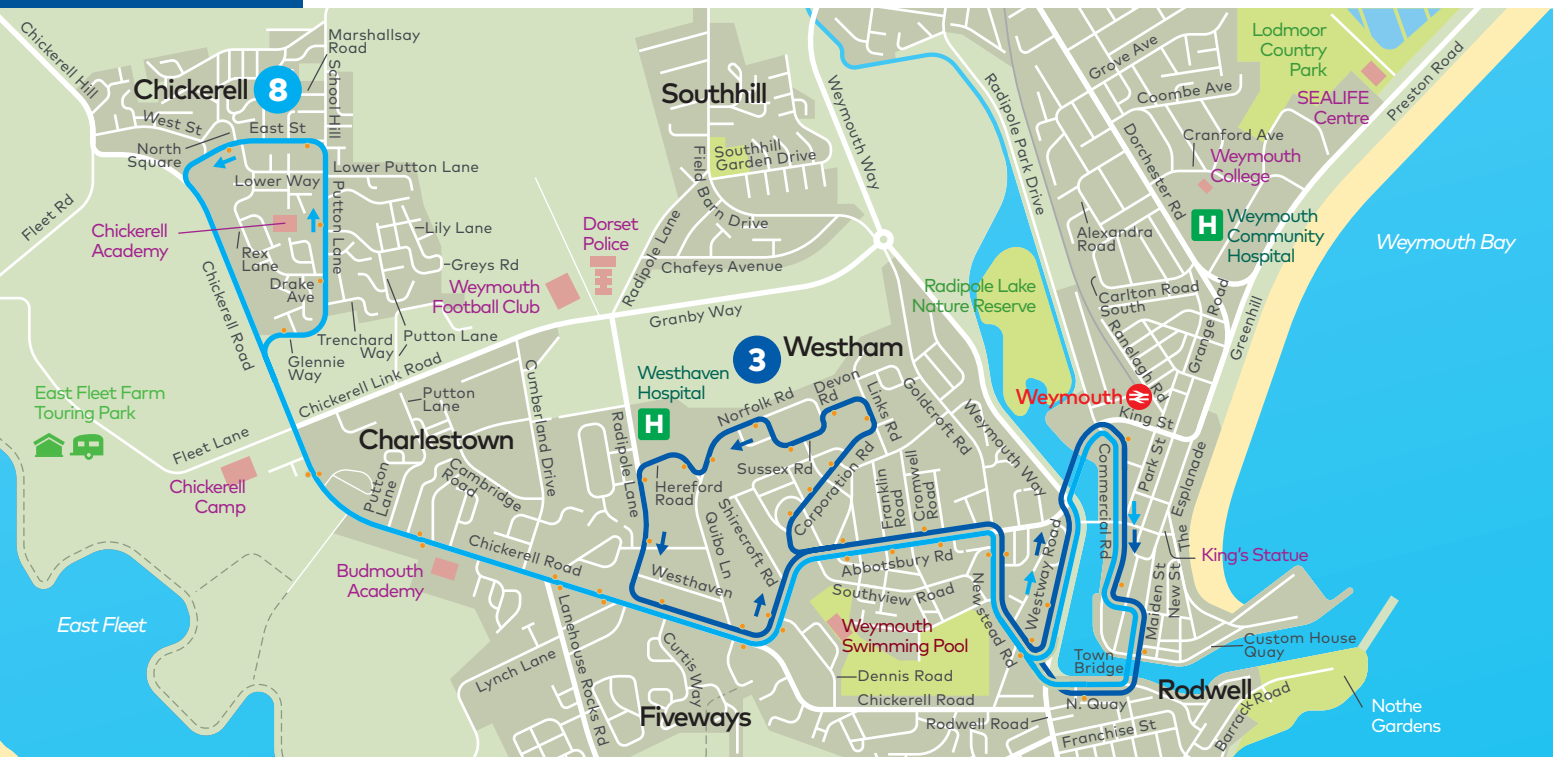 Chickerell Hill
Marshallsay
Road
School Hill
Chickerell
8
West St
East St
North
Square
Lower Putton Lane
Lower Way
Putton Lane
Fleet Rd
Chickerell
Academy
Lily Lane
Rex
Lane
Greys Rd
Drake
Ave
Chickerell Road
Trenchard
Way
Putton Lane
Glennie
Way
Chickerell Link Road
Weymouth
Football Club
Dorset
Police
Southhill
Southhill
Garden Drive
Field Barn Drive
Radipole Lane
Chafeys Avenue
Granby Way
Weymouth Way
Radipole Park Drive
Grove Ave
Coombe Ave
Lodmoor
Country
Park
SEALIFE
Centre
Preston Road
Cranford Ave
Weymouth
College
Dorchester Rd
H
Weymouth
Community
Hospital
Alexandra
Road
Weymouth Bay
Radipole Lake
Nature Reserve
Carlton Road
South
Ranelagh Rd
Grange Road
Greenhill
3
Westham
Westhaven
Hospital
H
Norfolk Rd
Devon
Rd
Links Rd
Goldcroft Rd
Weymouth Way
Weymouth
King St
East Fleet Farm
Touring Park
Fleet Lane
Putton
Lane
Cumberland Drive
Radipole Lane
Charlestown
Chickerell
Camp
Putton
Lane
Cambridge
Road
Sussex Rd
Hereford
Road
Corporation Rd
Franklin
Road
Cromwell
Road
Commercial Rd
Park St
The Esplanade
Quibo Ln
Shirecroft Rd
Chickerell Road
Budmouth
Academy
Westhaven
Abbotsbury Rd
Southview Road
Newstead Rd
Westway Road
King's Statue
Maiden St
New St
East Fleet
Lanehouse Rocks Rd
Lynch Lane
Curtis Way
Fiveways
Weymouth
Swimming Pool
Dennis Road
Chickerell Road
Rodwell Road
Town
Bridge
N. Quay
Franchise St
Rodwell
Barrack Road
Custom House
Quay
Nothe
Gardens